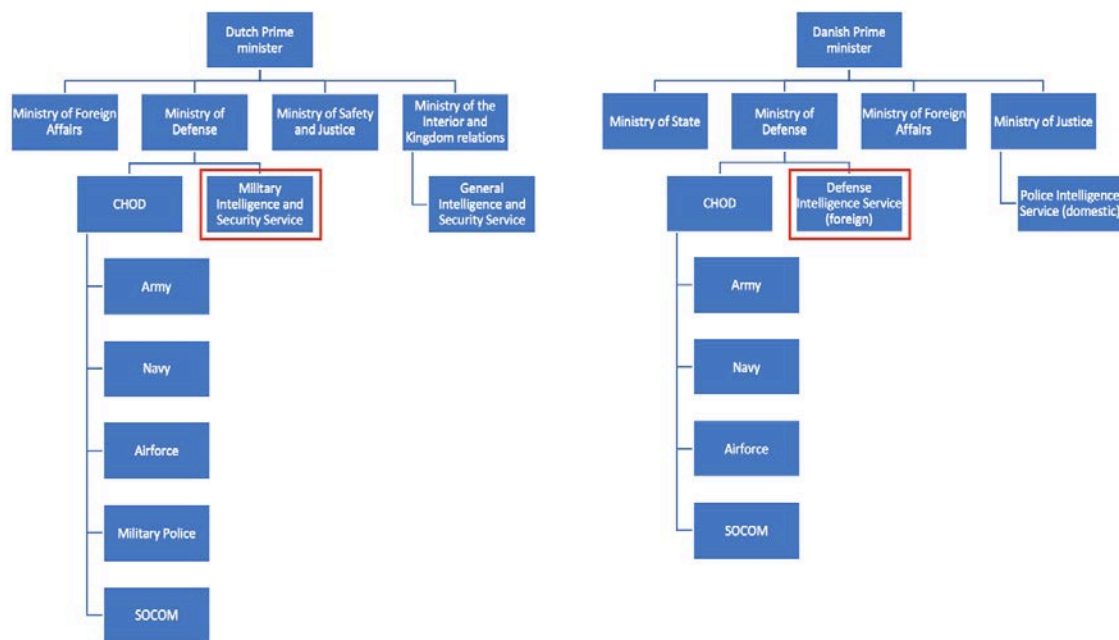 Dutch Prime
minister
Ministry of Foreign
Affairs
Ministry of
Defense
Ministry of Safety
and Justice
Ministry of the
Interior and
Kingdom relations
CHOD
Military
Intelligence and
Security Service
General
Intelligence and
Security Service
Army
Navy
Airforce
Military Police
SOCOM
Danish Prime
minister
Ministry of State
Ministry of
Defense
Ministry of Foreign
Affairs
Ministry of Justice
CHOD
Defense
Intelligence Service
(foreign)
Police Intelligence
Service (domestic)
Army
Navy
Airforce
SOCOM